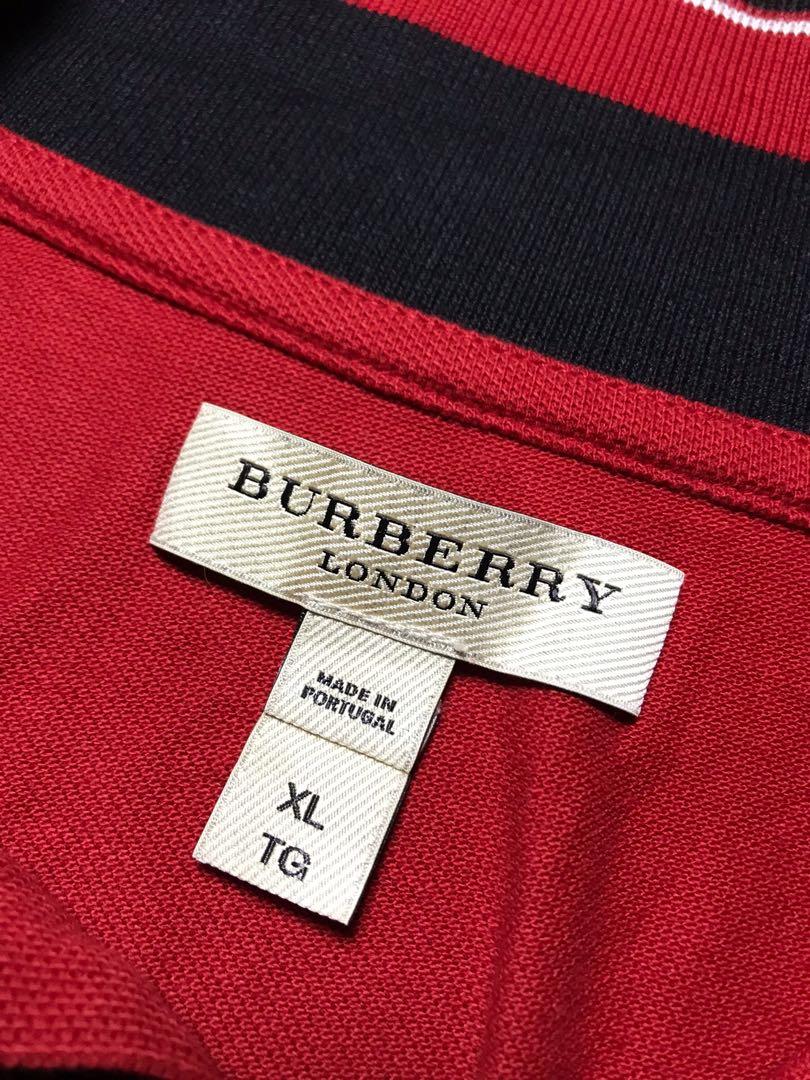 BURBERRY
LONDON
MADE IN
PORTUGAL
XL
TG